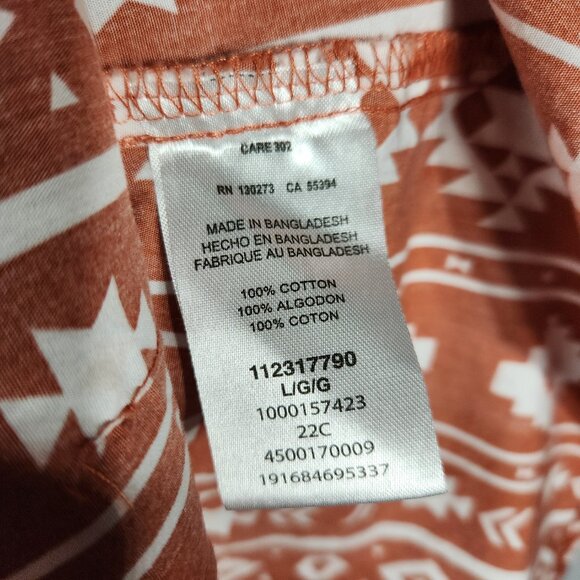 CARE 302
RN 130273 CA 55394
MADE IN BANGLADESH
HECHO EN BANGLADESH
FABRIQUE AU BANGLADESH
100% COTTON
100% ALGODON
100% COTON
112317790
L/G/G
1000157423
22C
4500170009
191684695337